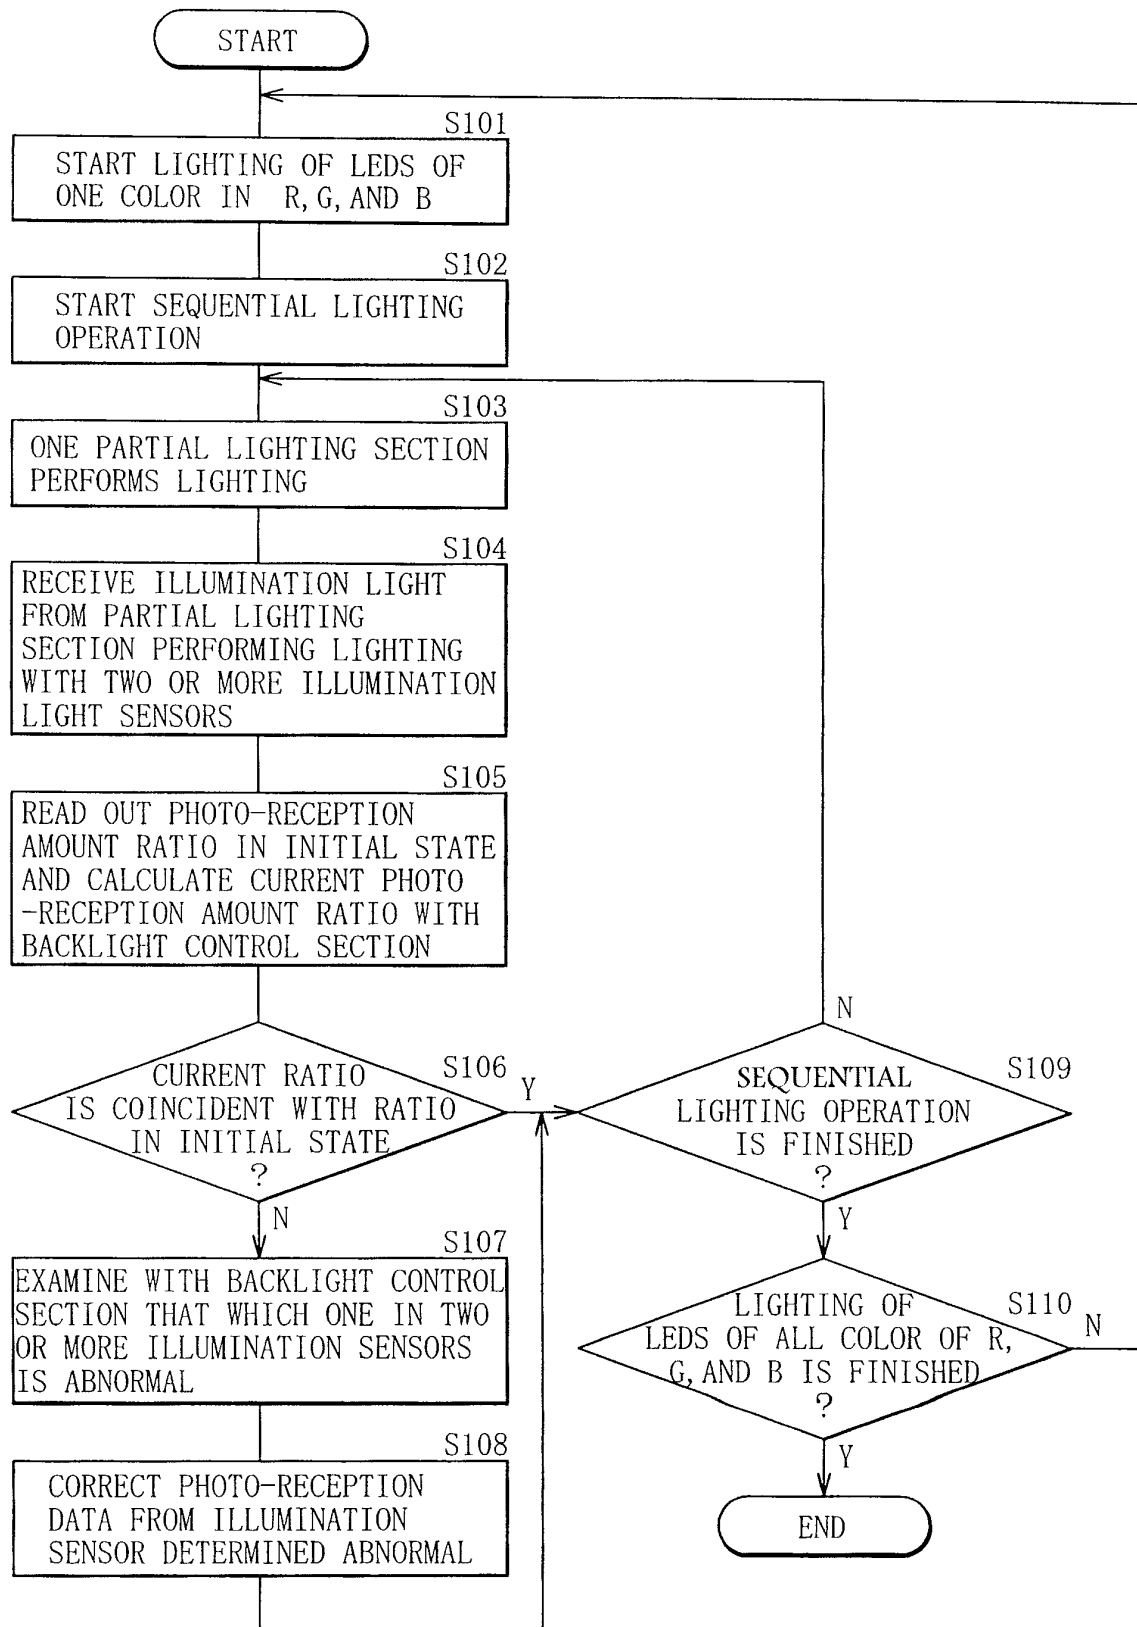 START
S101
START LIGHTING OF LEDS OF
ONE COLOR IN R, G, AND B
S102
START SEQUENTIAL LIGHTING
OPERATION
S103
ONE PARTIAL LIGHTING SECTION
PERFORMS LIGHTING
S104
RECEIVE ILLUMINATION LIGHT
FROM PARTIAL LIGHTING
SECTION PERFORMING LIGHTING
WITH TWO OR MORE ILLUMINATION
LIGHT SENSORS
S105
READ OUT PHOTO-RECEPTION
AMOUNT RATIO IN INITIAL STATE
AND CALCULATE CURRENT PHOTO
-RECEPTION AMOUNT RATIO WITH
BACKLIGHT CONTROL SECTION
S106
CURRENT RATIO
IS COINCIDENT WITH RATIO
IN INITIAL STATE
?
Y
N
S107
EXAMINE WITH BACKLIGHT CONTROL
SECTION THAT WHICH ONE IN TWO
OR MORE ILLUMINATION SENSORS
IS ABNORMAL
S108
CORRECT PHOTO-RECEPTION
DATA FROM ILLUMINATION
SENSOR DETERMINED ABNORMAL
N
S109
SEQUENTIAL
LIGHTING OPERATION
IS FINISHED
?
Y
S110
LIGHTING OF
LEDS OF ALL COLOR OF R,
G, AND B IS FINISHED
?
N
Y
END